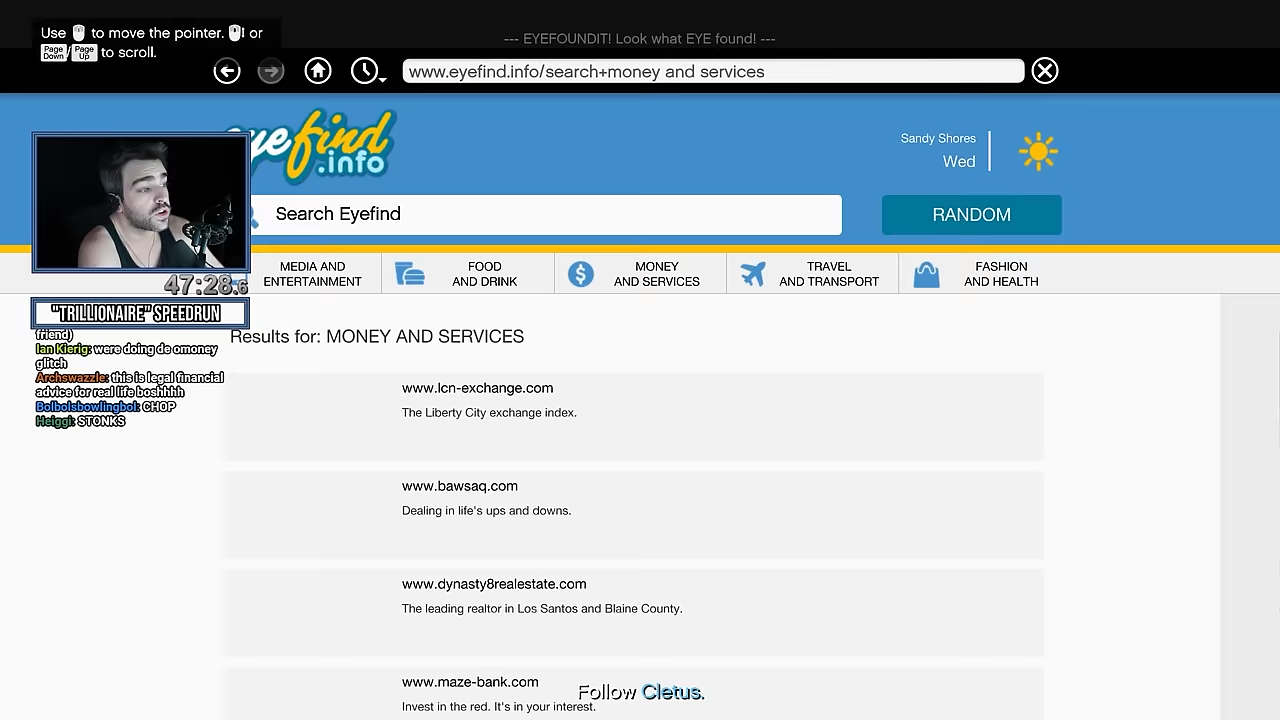 Use to move the pointer. ! or
Page Down / Page Up to scroll.
--- EYEFOUNDIT! Look what EYE found! ---
www.eyefind.info/search+money and services
eyefind
.info
Sandy Shores
Wed
Search Eyefind
RANDOM
MEDIA AND
ENTERTAINMENT
FOOD
AND DRINK
MONEY
AND SERVICES
TRAVEL
AND TRANSPORT
FASHION
AND HEALTH
47:28.6
"TRILLIONAIRE" SPEEDRUN
friend)
Ian Kierig: were doing de omoney
glitch
Archswazzle: this is legal financial
advice for real life boshhhh
Bolbolsbowlingbol: CHOP
Heiggi: STONKS
Results for: MONEY AND SERVICES
www.lcn-exchange.com
The Liberty City exchange index.
www.bawsaq.com
Dealing in life's ups and downs.
www.dynasty8realestate.com
The leading realtor in Los Santos and Blaine County.
www.maze-bank.com
Invest in the red. It's in your interest.
Follow Cletus.